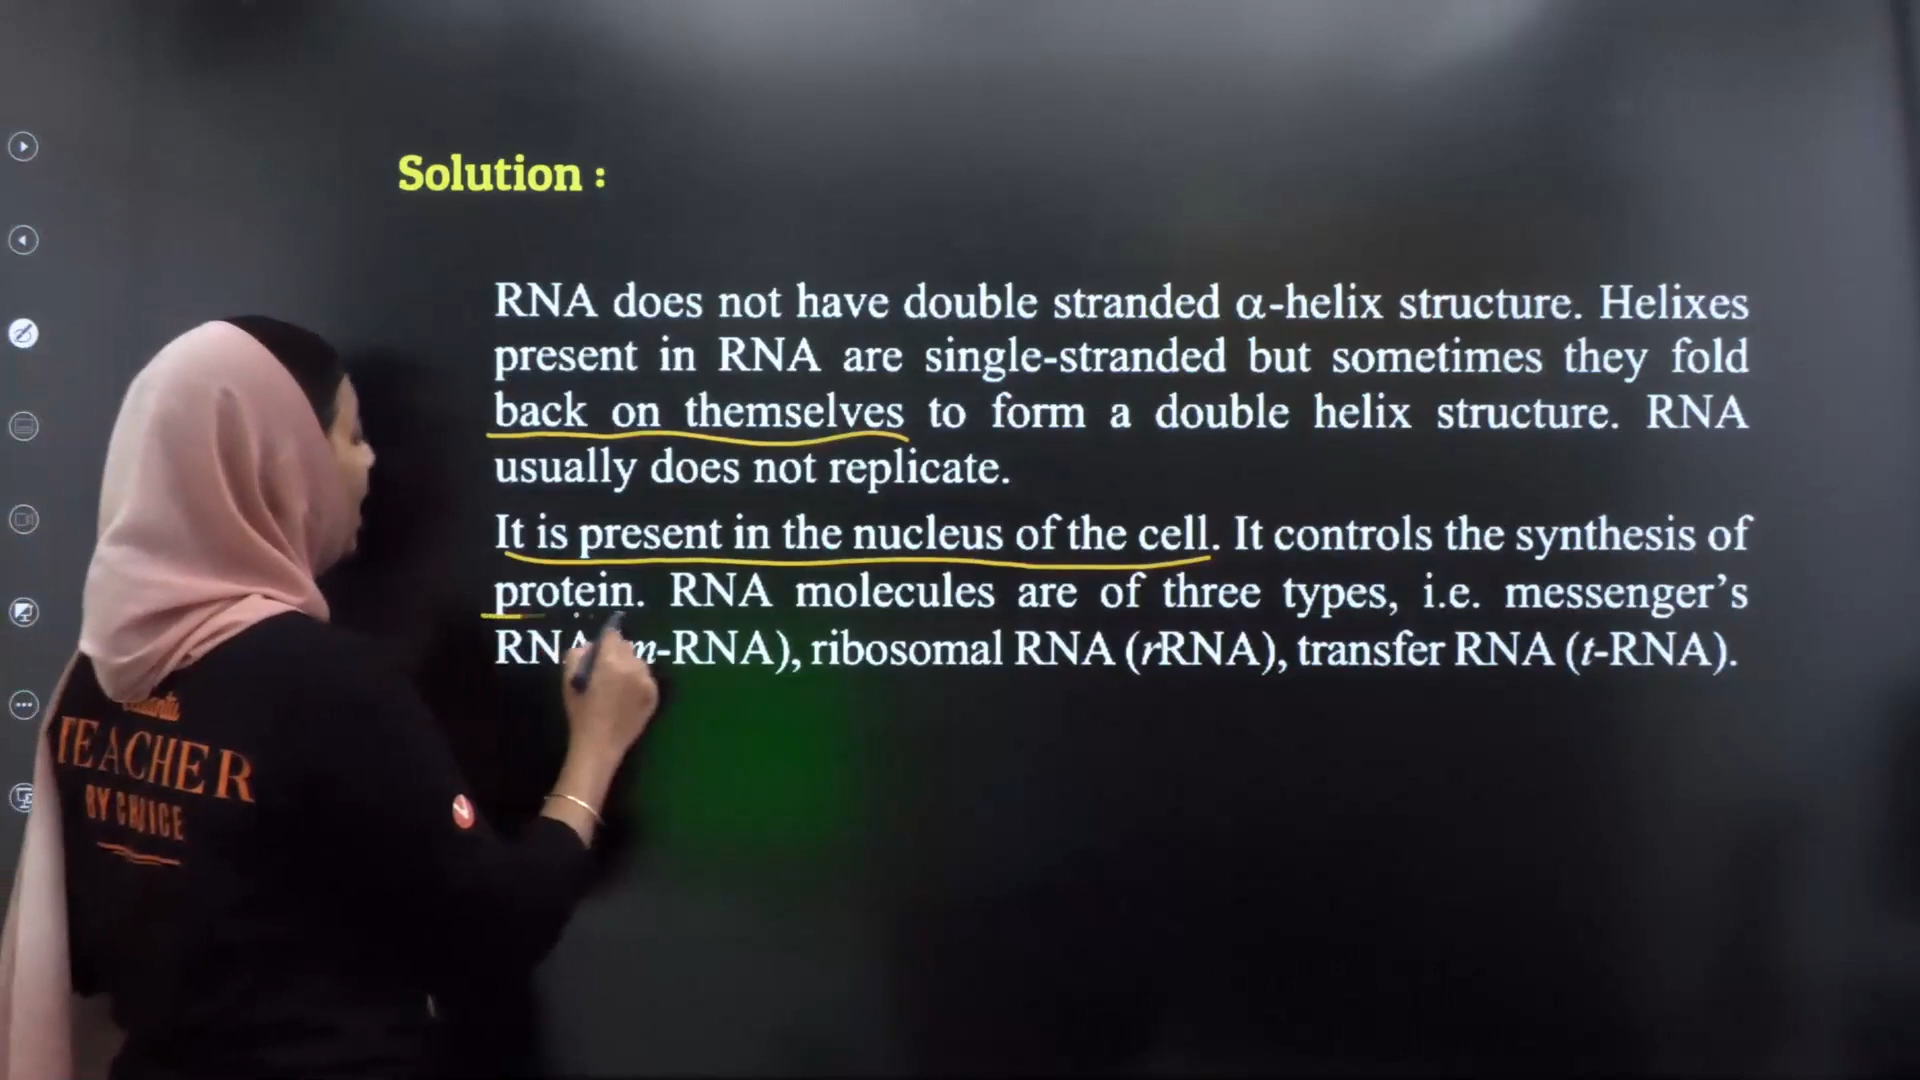 Solution :
RNA does not have double stranded α-helix structure. Helixes
present in RNA are single-stranded but sometimes they fold
back on themselves to form a double helix structure. RNA
usually does not replicate.
It is present in the nucleus of the cell. It controls the synthesis of
protein. RNA molecules are of three types, i.e. messenger’s
RNA m-RNA), ribosomal RNA (rRNA), transfer RNA (t-RNA).
TEACHER
BY CHOICE